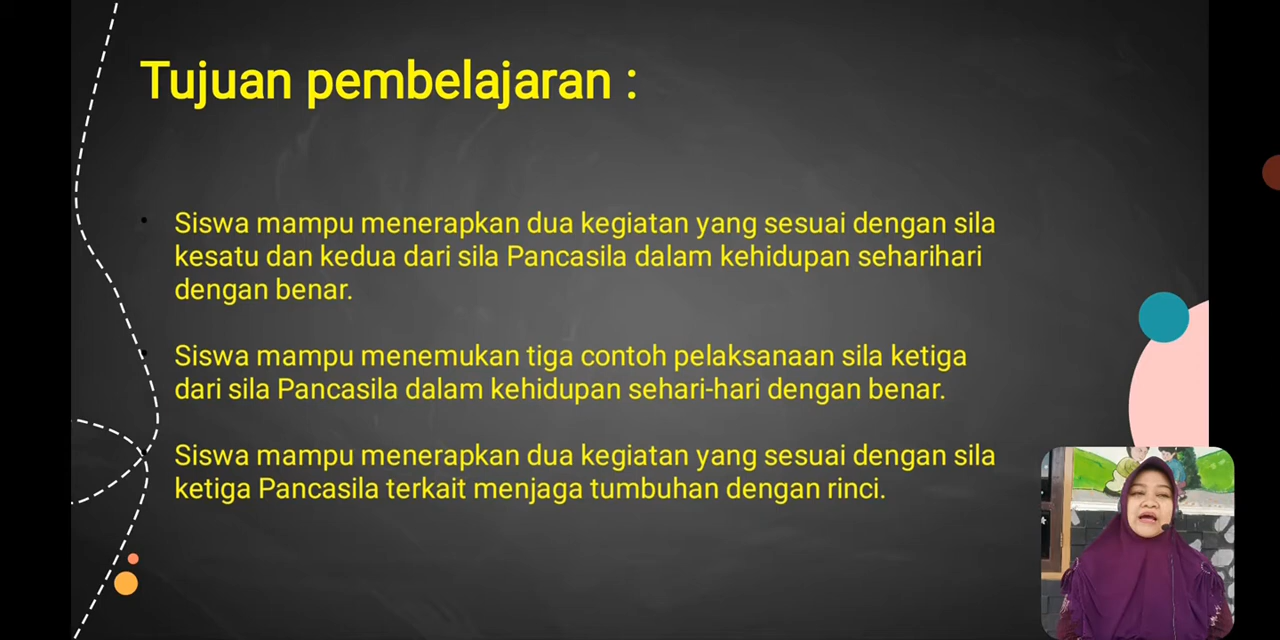 Tujuan pembelajaran :
Siswa mampu menerapkan dua kegiatan yang sesuai dengan sila
kesatu dan kedua dari sila Pancasila dalam kehidupan seharihari
dengan benar.
Siswa mampu menemukan tiga contoh pelaksanaan sila ketiga
dari sila Pancasila dalam kehidupan sehari-hari dengan benar.
Siswa mampu menerapkan dua kegiatan yang sesuai dengan sila
ketiga Pancasila terkait menjaga tumbuhan dengan rinci.